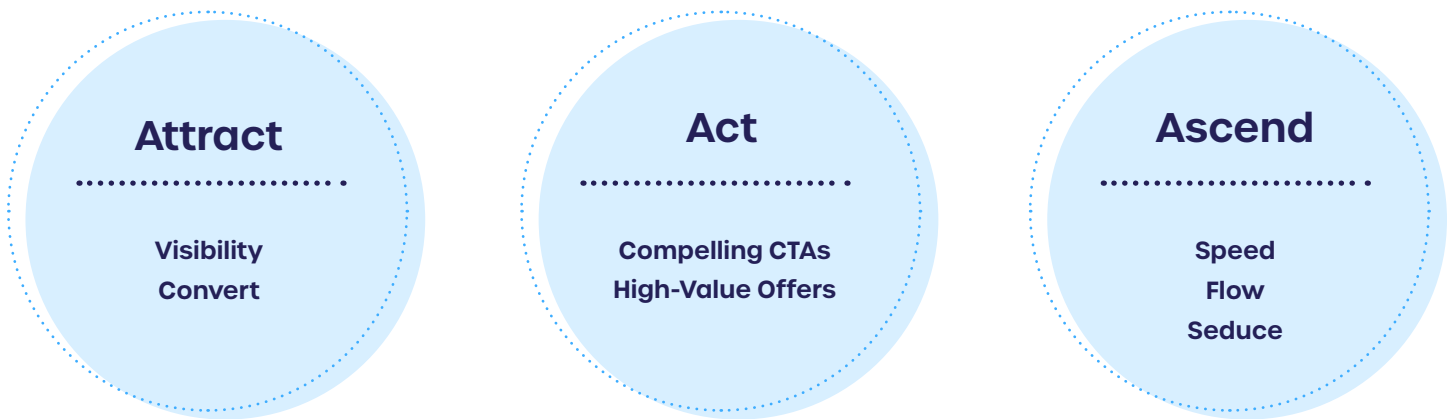 Attract
Visibility
Convert
Act
Compelling CTAs
High-Value Offers
Ascend
Speed
Flow
Seduce